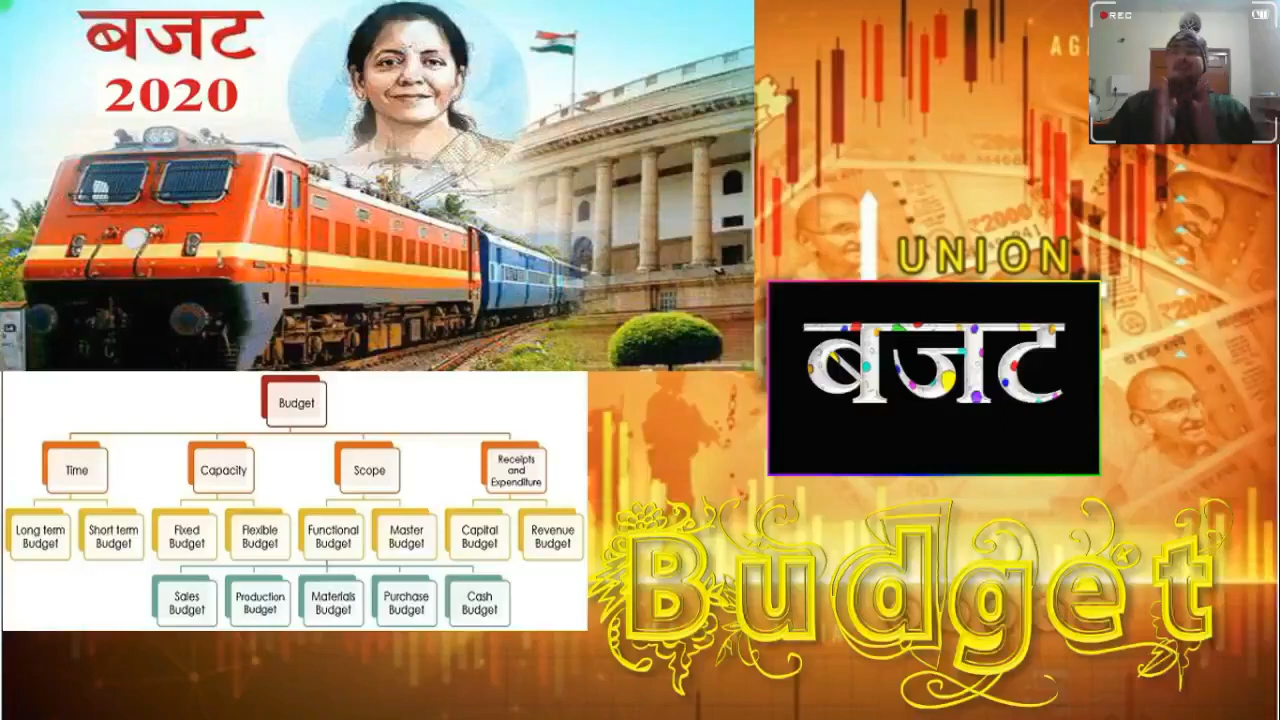 बजट
2020
REC
UNION
बजट
Budget
Budget
Time
Capacity
Scope
Receipts
and
Expenditure
Long term
Budget
Short term
Budget
Fixed
Budget
Flexible
Budget
Functional
Budget
Master
Budget
Capital
Budget
Revenue
Budget
Sales
Budget
Production
Budget
Materials
Budget
Purchase
Budget
Cash
Budget